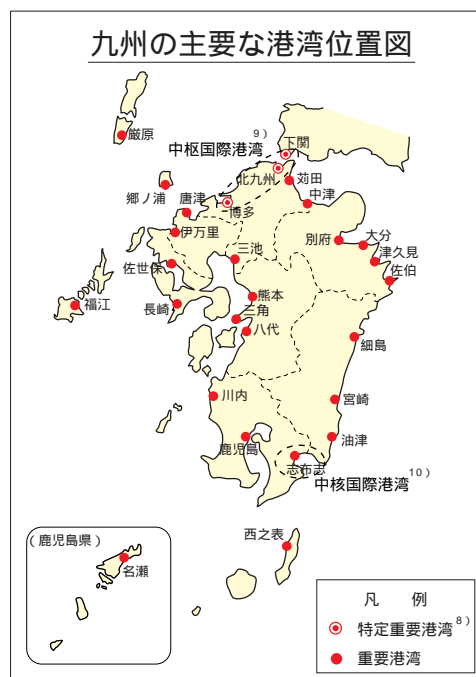 九州の主要な港湾位置図
厳原
9)
中枢国際港湾
下関
北九州
苅田
郷ノ浦
唐津
博多
中津
伊万里
別府
大分
三池
津久見
佐世保
佐伯
福江
長崎
熊本
三角
八代
細島
川内
宮崎
鹿児島
油津
志布志
中核国際港湾
10)
西之表
(鹿児島県)
名瀬
凡 例
特定重要港湾8)
重要港湾